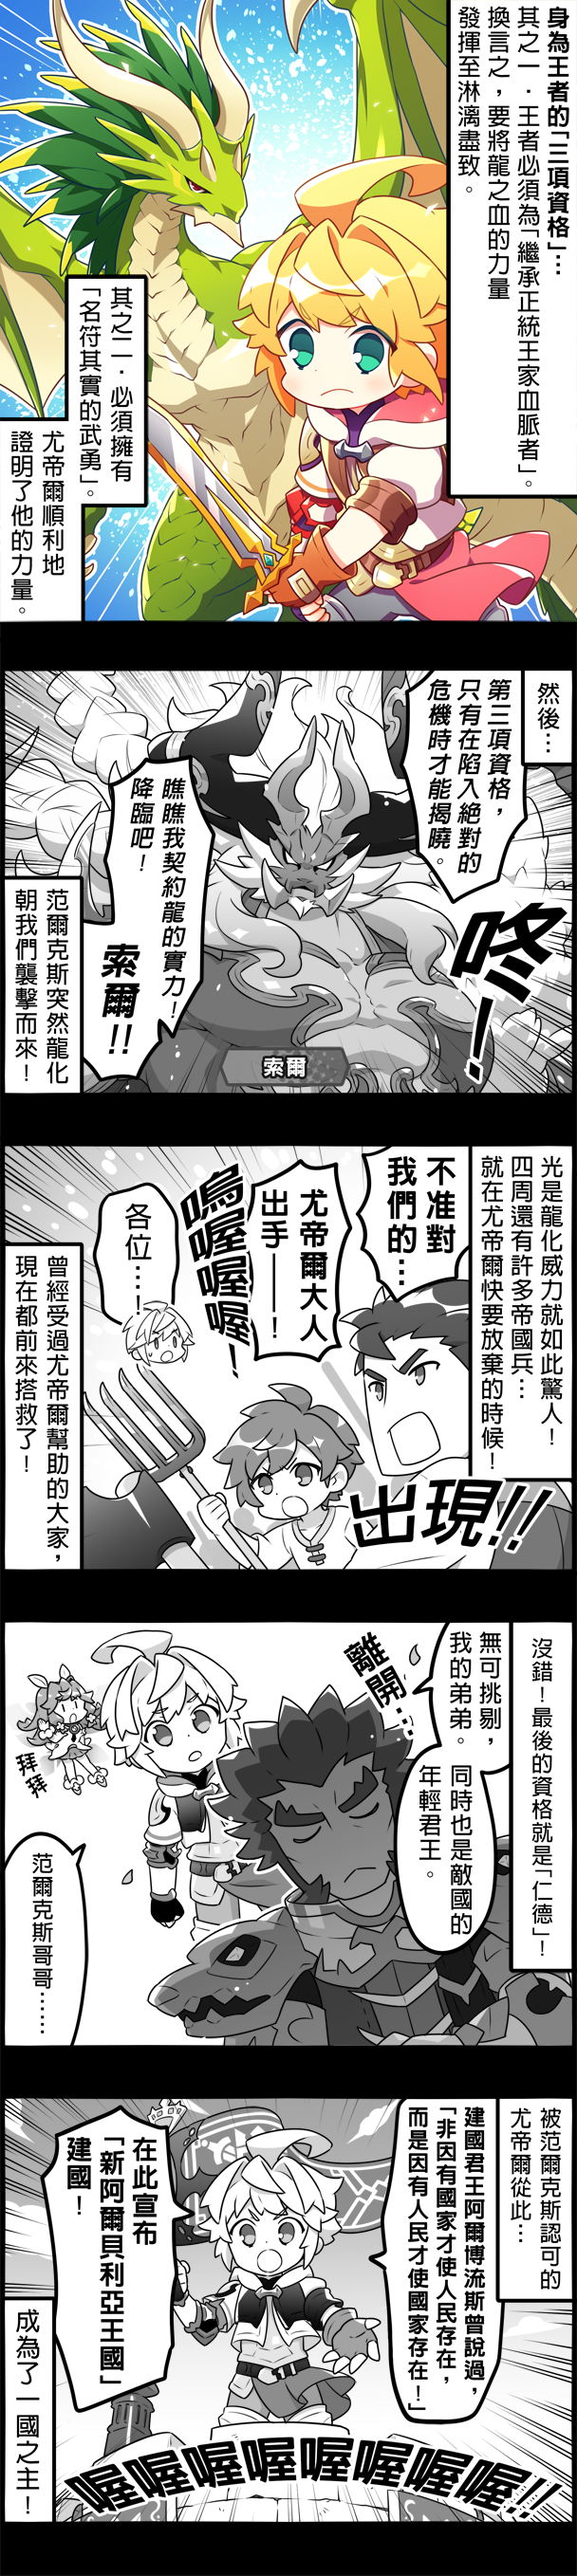 身為王者的「三項資格」…
其之一．王者必須為「繼承正統王家血脈者」。
換言之，要將龍之血的力量
發揮至淋漓盡致。
其之二．必須擁有
「名符其實的武勇」。
尤帝爾順利地
證明了他的力量。
然後…
第三項資格，
只有在陷入絕對的
危機時才能揭曉。
瞧瞧我契約龍的實力！
降臨吧！
索爾!!
咚！
索爾
范爾克斯突然龍化
朝我們襲擊而來！
光是龍化威力就如此驚人！
四周還有許多帝國兵…
就在尤帝爾快要放棄的時候！
不准對
我們的…
尤帝爾大人
出手——！
嗚喔喔喔！
各位…！
出現!!
曾經受過尤帝爾幫助的大家，
現在都前來搭救了！
沒錯！最後的資格就是「仁德」！
無可挑剔，
我的弟弟。
同時也是敵國的
年輕君王。
離開…
拜拜
范爾克斯哥哥……
被范爾克斯認可的
尤帝爾從此…
建國君王阿爾博流斯曾說過，
「非因有國家才使人民存在，
而是因有人民才使國家存在！」
在此宣布
「新阿爾貝利亞王國」
建國！
喔喔喔喔喔喔喔喔!!
成為了一國之主！